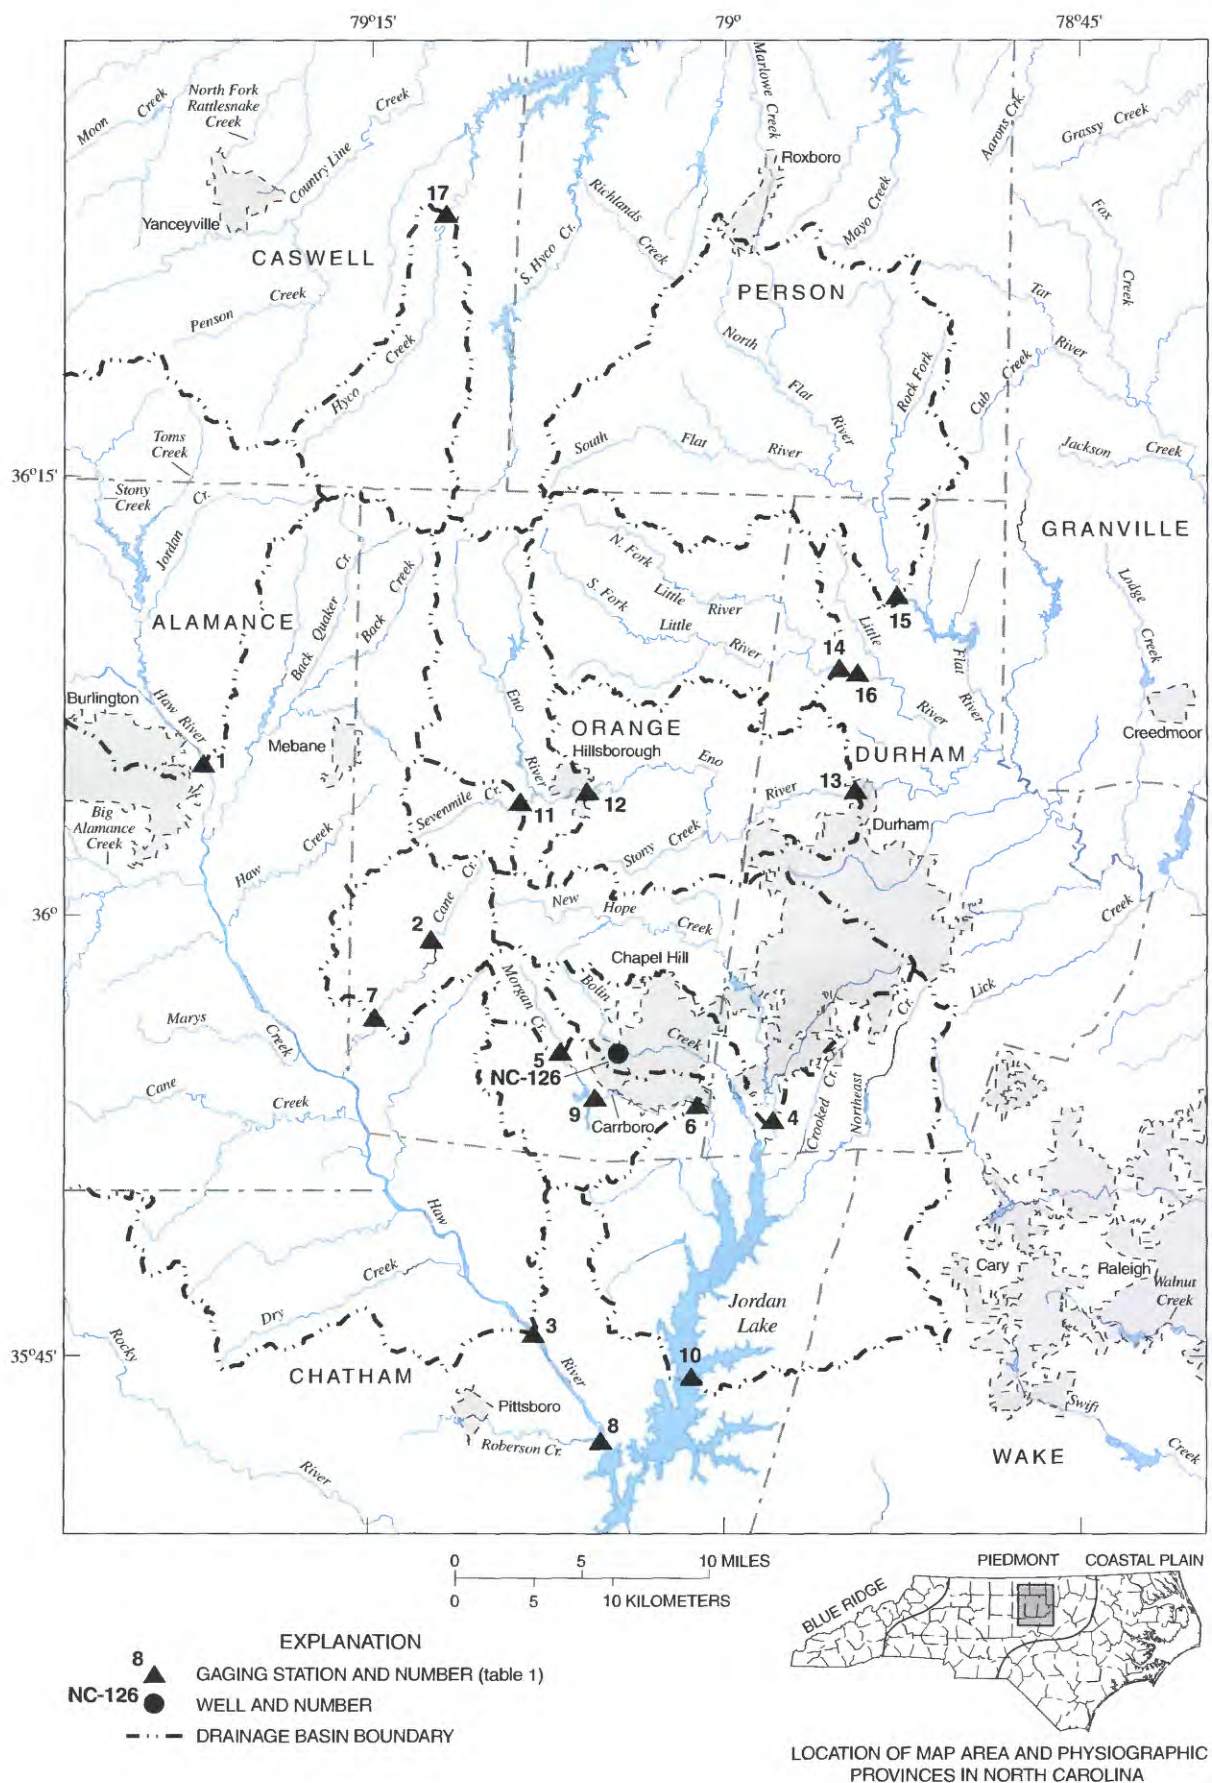 79°15'
79°
78°45'
Moon
Creek
North Fork
Rattlesnake
Creek
Country Line
Creek
Marlowe Creek
Aarons Crk.
Grassy Creek
Roxboro
Yanceyville
17
CASWELL
Richlands
Creek
S. Hyco Cr.
Mayo Creek
Fox
Creek
PERSON
Penson
Creek
Tar
River
Hyco
Creek
North
Flat
River
Rock Fork
Cub
Creek
Toms
Creek
South
Flat
River
Jackson
Creek
36°15'
Stony
Creek
Jordan
Cr.
GRANVILLE
N. Fork
Little
River
S. Fork
Little
River
Back
Quaker
Cr.
Back
Creek
ALAMANCE
Lodge
Creek
15
14
Little
River
16
Flat
River
Burlington
Haw River
Eno
River
ORANGE
Hillsborough
Mebane
DURHAM
Creedmoor
1
Eno
River
13
11
12
Sevenmile Cr.
Big
Alamance
Creek
Durham
Haw
Creek
Stony
Creek
Cane
Cr.
New
Hope
Creek
36°
2
Creek
Chapel Hill
Morgan Cr.
Bolin
Creek
Lick
Cr.
7
Marys
Creek
5
NC-126
Cane
Creek
9
Carrboro
6
4
Crooked Cr.
Northeast
Haw
River
Dry
Creek
Jordan
Lake
Cary
Raleigh
Walnut
Creek
3
Rocky
River
35°45'
10
CHATHAM
Pittsboro
Swift
Creek
8
Roberson Cr.
WAKE
0 5 10 MILES
0 5 10 KILOMETERS
EXPLANATION
8 GAGING STATION AND NUMBER (table 1)
NC-126 WELL AND NUMBER
DRAINAGE BASIN BOUNDARY
PIEDMONT COASTAL PLAIN
BLUE RIDGE
LOCATION OF MAP AREA AND PHYSIOGRAPHIC
PROVINCES IN NORTH CAROLINA